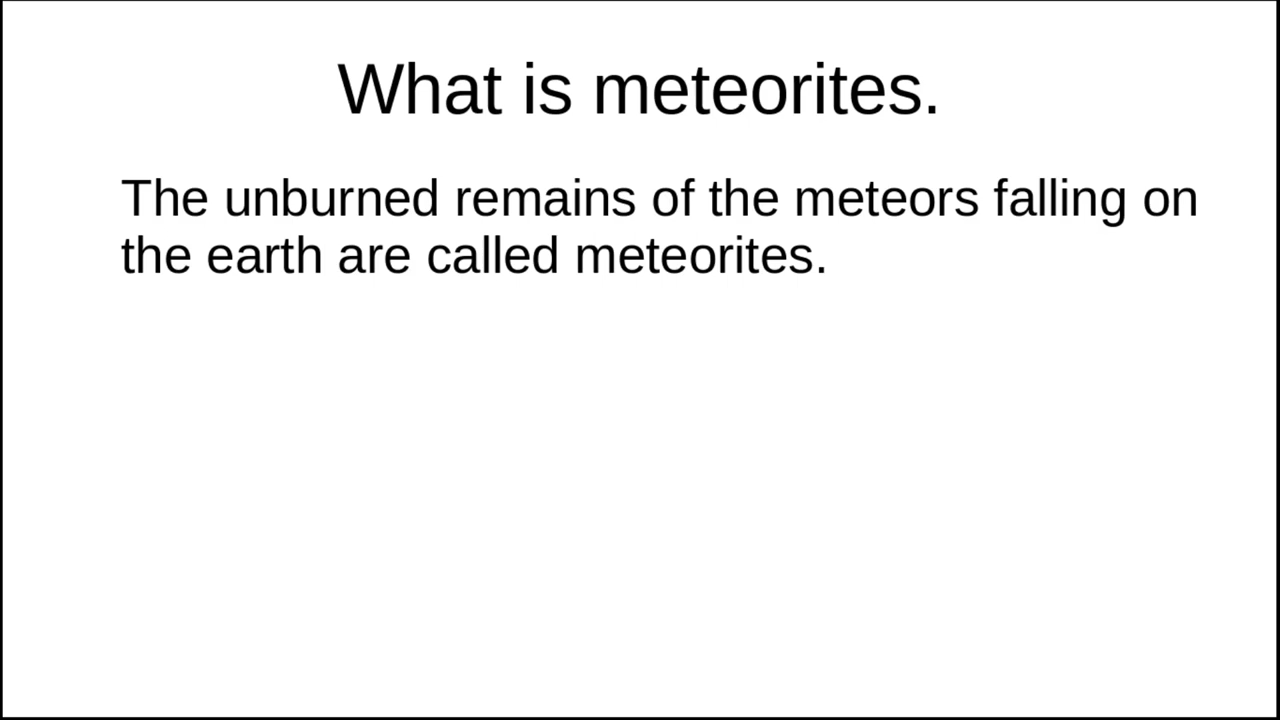 What is meteorites.
The unburned remains of the meteors falling on
the earth are called meteorites.